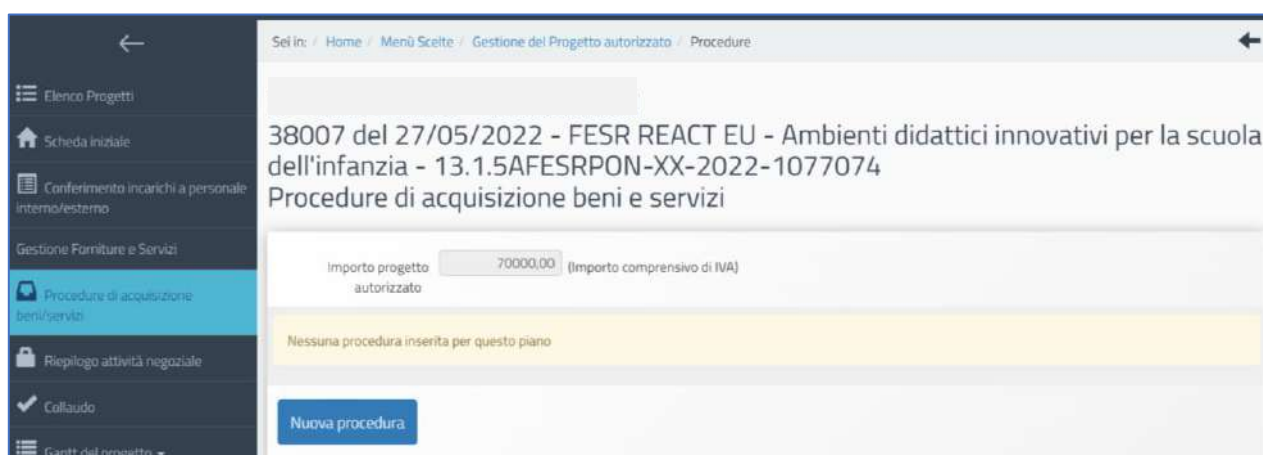 Sei in: / Home / Menù Scelte / Gestione del Progetto autorizzato / Procedure
Elenco Progetti
Scheda iniziale
Conferimento incarichi a personale
interno/esterno
Gestione Forniture e Servizi
Procedure di acquisizione
beni/servizi
Riepilogo attività negoziale
Collaudo
Gantt del progetto
38007 del 27/05/2022 - FESR REACT EU - Ambienti didattici innovativi per la scuola
dell'infanzia - 13.1.5AFESRPON-XX-2022-1077074
Procedure di acquisizione beni e servizi
Importo progetto
autorizzato
70000,00 (Importo comprensivo di IVA)
Nessuna procedura inserita per questo piano
Nuova procedura